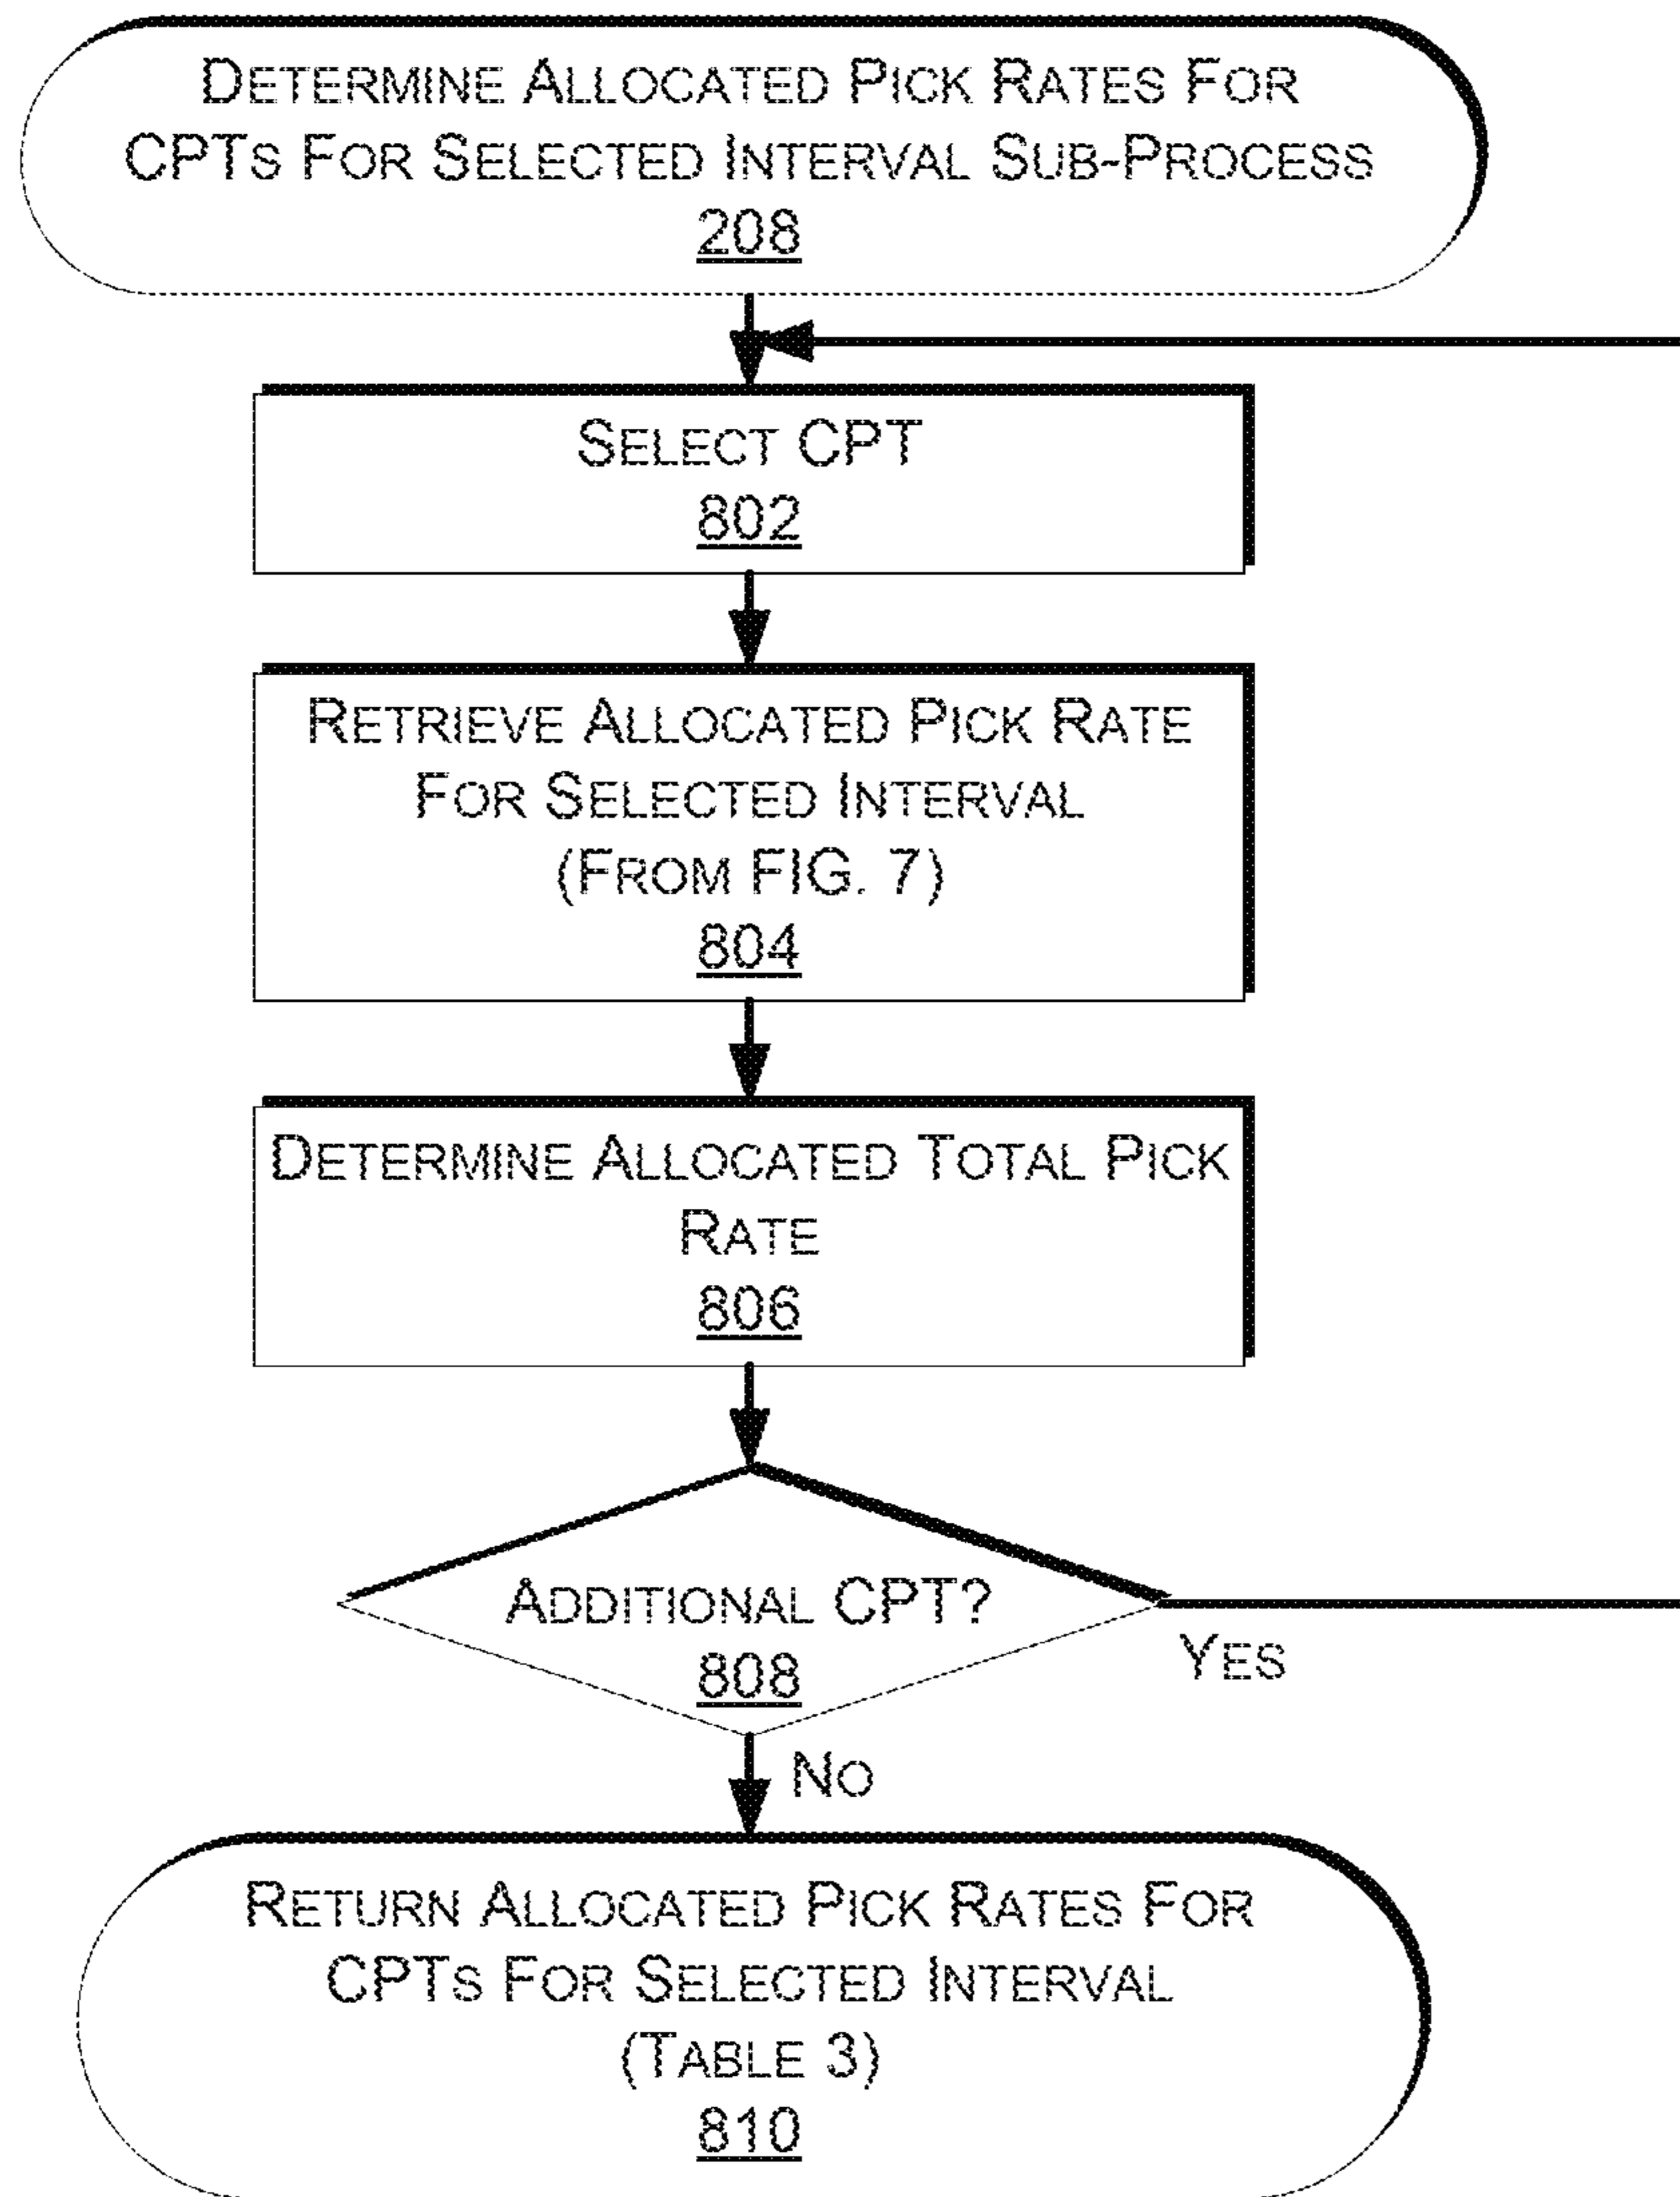 DETERMINE ALLOCATED PICK RATES FOR
CPTS FOR SELECTED INTERVAL SUB-PROCESS
208
SELECT CPT
802
RETRIEVE ALLOCATED PICK RATE
FOR SELECTED INTERVAL
(FROM FIG. 7)
804
DETERMINE ALLOCATED TOTAL PICK
RATE
806
ADDITIONAL CPT?
808
YES
NO
RETURN ALLOCATED PICK RATES FOR
CPTS FOR SELECTED INTERVAL
(TABLE 3)
810